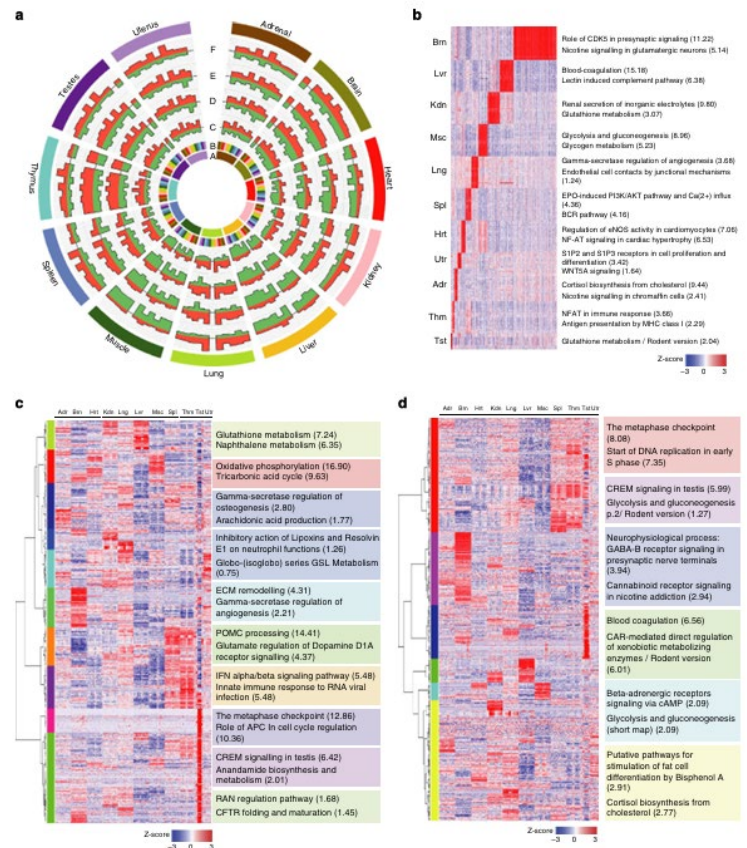 a
Uterus
Adrenal
Testes
Brain
Thymus
Heart
Spleen
Kidney
Muscle
Liver
Lung
F
E
D
C
B
A
b
Brn
Role of CDK5 in presynaptic signaling (11.22)
Nicotine signalling in glutamatergic neurons (5.14)
Lvr
Blood-coagulation (15.18)
Lectin induced complement pathway (6.38)
Kdn
Renal secretion of inorganic electrolytes (9.80)
Glutathione metabolism (3.07)
Msc
Glycolysis and gluconeogenesis (8.96)
Glycogen metabolism (5.23)
Lng
Gamma-secretase regulation of angiogenesis (3.68)
Endothelial cell contacts by junctional mechanisms
(1.24)
Spl
EPO-induced PI3K/AKT pathway and Ca(2+) influx
(4.36)
BCR pathway (4.16)
Hrt
Regulation of eNOS activity in cardiomyocytes (7.06)
NF-AT signaling in cardiac hypertrophy (6.53)
Utr
S1P2 and S1P3 receptors in cell proliferation and
differentiation (3.42)
WNT5A signaling (1.64)
Adr
Cortisol biosynthesis from cholesterol (9.44)
Nicotine signalling in chromaffin cells (2.41)
Thm
NFAT in immune response (3.66)
Antigen presentation by MHC class I (2.29)
Tst
Glutathione metabolism / Rodent version (2.04)
Z-score
−3 0 3
c
Adr Brn Hrt Kdn Lng Lvr Msc Spl Thm Tst Utr
Glutathione metabolism (7.24)
Naphthalene metabolism (6.35)
Oxidative phosphorylation (16.90)
Tricarbonic acid cycle (9.63)
Gamma-secretase regulation of
osteogenesis (2.80)
Arachidonic acid production (1.77)
Inhibitory action of Lipoxins and Resolvin
E1 on neutrophil functions (1.26)
Globo-(isoglobo) series GSL Metabolism
(0.75)
ECM remodelling (4.31)
Gamma-secretase regulation of
angiogenesis (2.21)
POMC processing (14.41)
Glutamate regulation of Dopamine D1A
receptor signalling (4.37)
IFN alpha/beta signaling pathway (5.48)
Innate immune response to RNA viral
infection (5.48)
The metaphase checkpoint (12.86)
Role of APC In cell cycle regulation
(10.36)
CREM signalling in testis (6.42)
Anandamide biosynthesis and
metabolism (2.01)
RAN regulation pathway (1.68)
CFTR folding and maturation (1.45)
Z-score
−3 0 3
d
Adr Brn Hrt Kdn Lng Lvr Msc Spl Thm Tst Utr
The metaphase checkpoint
(8.08)
Start of DNA replication in early
S phase (7.35)
CREM signaling in testis (5.99)
Glycolysis and gluconeogenesis
p.2/ Rodent version (1.27)
Neurophysiological process:
GABA-B receptor signaling in
presynaptic nerve terminals
(3.94)
Cannabinoid receptor signaling
in nicotine addiction (2.94)
Blood coagulation (6.56)
CAR-mediated direct regulation
of xenobiotic metabolizing
enzymes / Rodent version
(6.01)
Beta-adrenergic receptors
signaling via cAMP (2.09)
Glycolysis and gluconeogenesis
(short map) (2.09)
Putative pathways for
stimulation of fat cell
differentiation by Bisphenol A
(2.91)
Cortisol biosynthesis from
cholesterol (2.77)
Z-score
−3 0 3